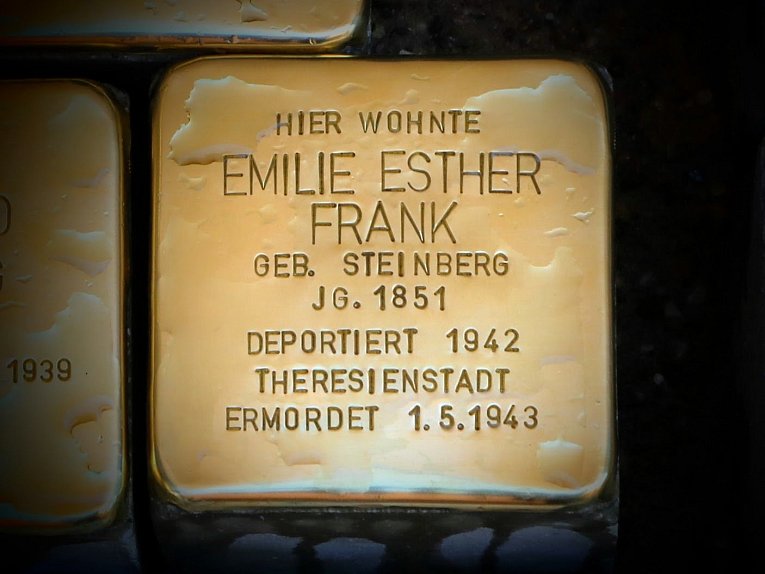 HIER WOHNTE
EMILIE ESTHER
FRANK
GEB. STEINBERG
JG. 1851
DEPORTIERT 1942
THERESIENSTADT
ERMORDET 1.5.1943
1939